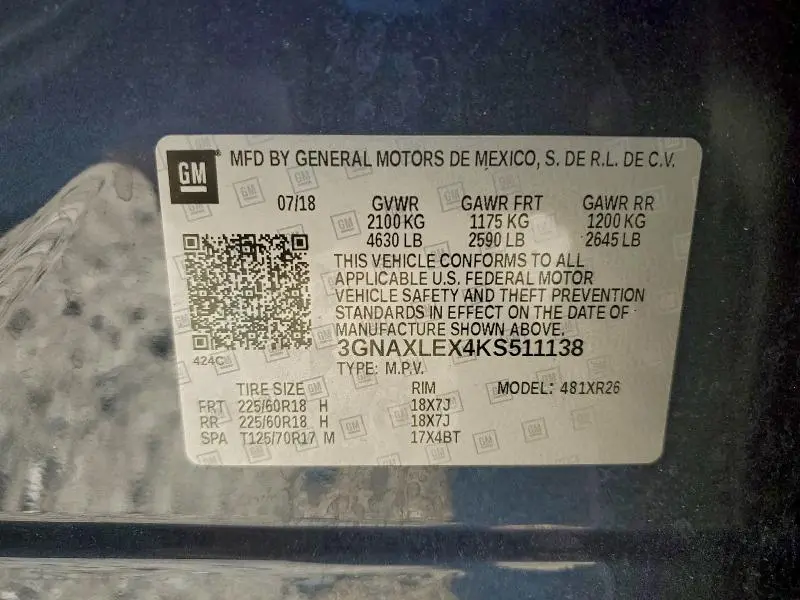 GM MFD BY GENERAL MOTORS DE MEXICO, S. DE R.L. DE C.V.
07/18 GVWR GAWR FRT GAWR RR
2100 KG 1175 KG 1200 KG
4630 LB 2590 LB 2645 LB
THIS VEHICLE CONFORMS TO ALL
APPLICABLE U.S. FEDERAL MOTOR
VEHICLE SAFETY AND THEFT PREVENTION
STANDARDS IN EFFECT ON THE DATE OF
MANUFACTURE SHOWN ABOVE.
424C 3GNAXLEX4KS511138
TYPE: M.P.V.
TIRE SIZE RIM MODEL: 481XR26
FRT 225/60R18 H 18X7J
RR 225/60R18 H 18X7J
SPA T125/70R17 M 17X4BT